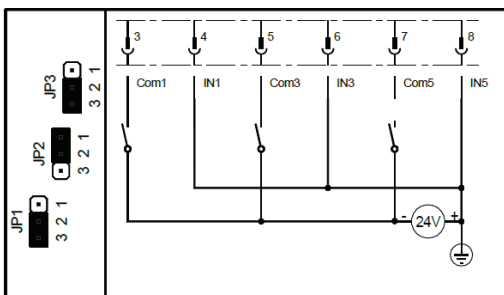 3 4 5 6 7 8
Com1 IN1 Com3 IN3 Com5 IN5
JP3
3 2 1
JP2
3 2 1
JP1
3 2 1
- 24V +